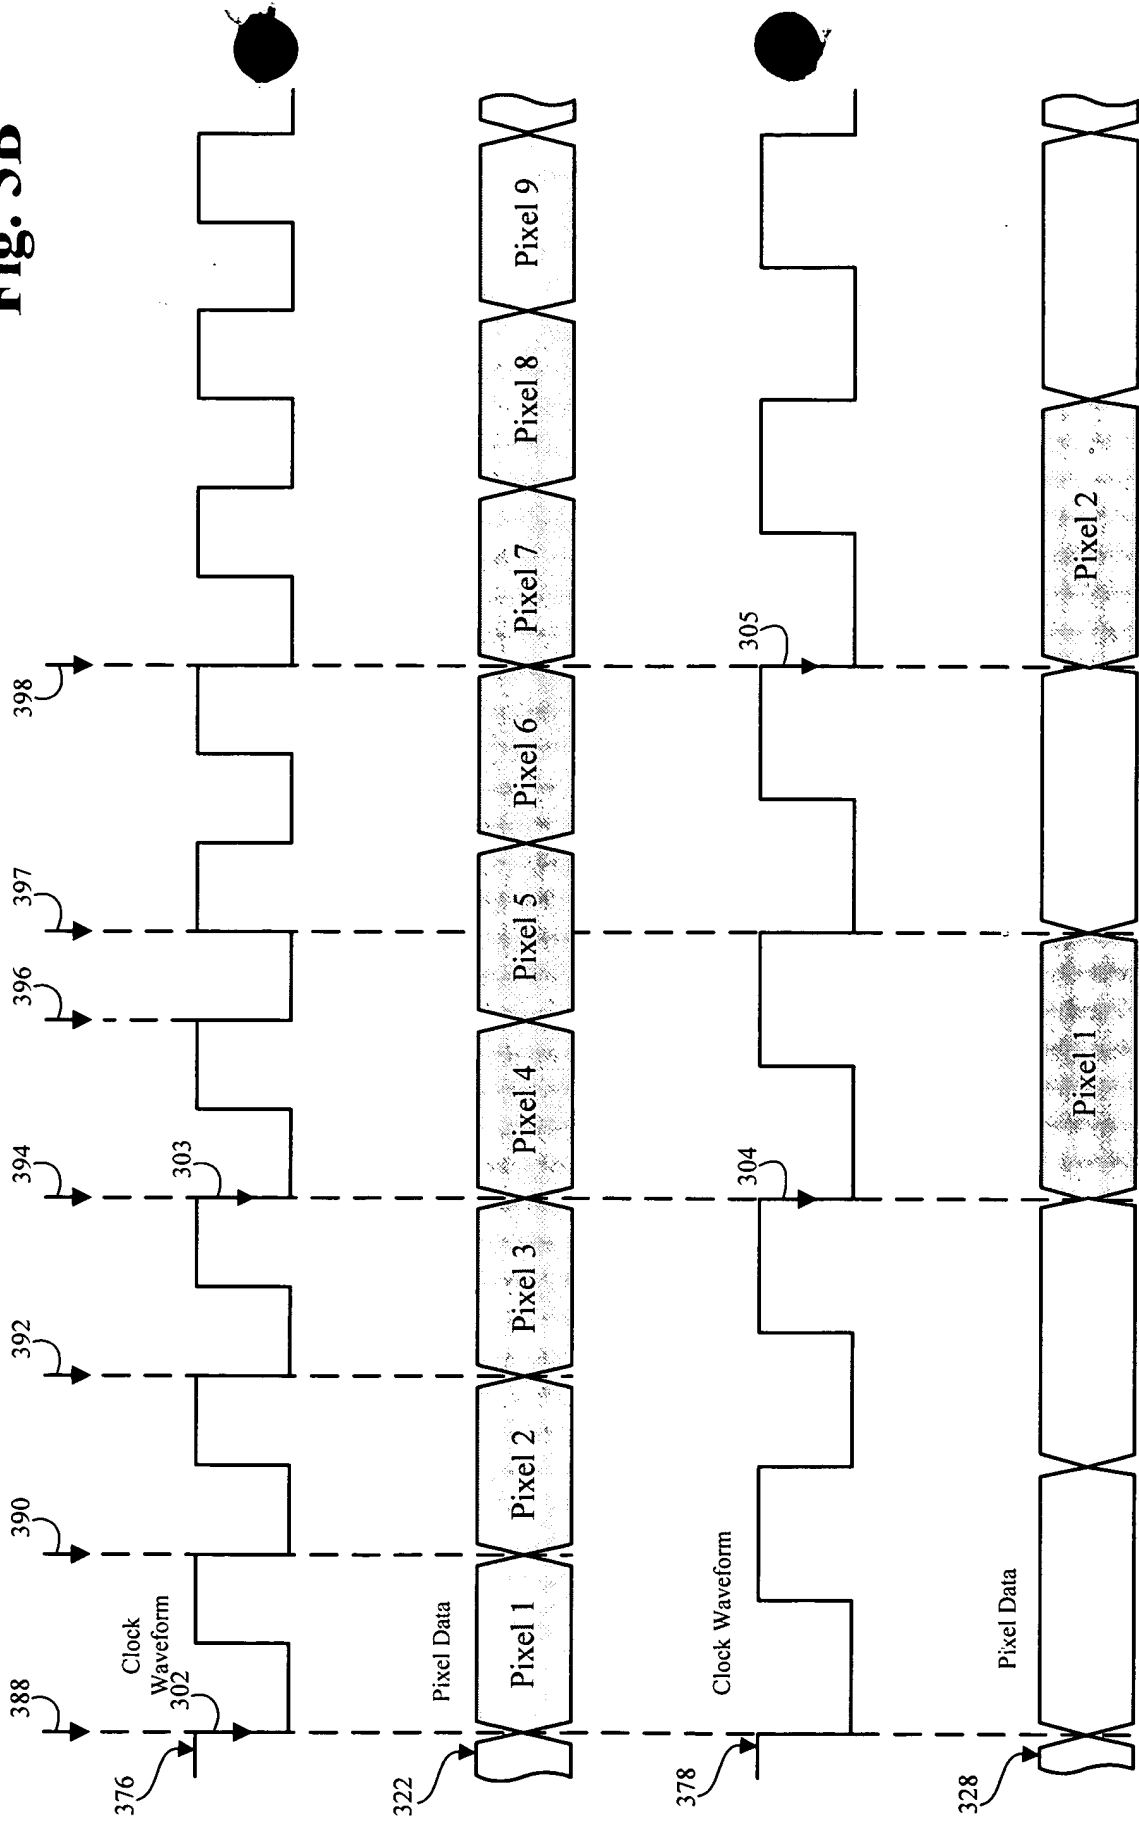 Fig. 3B
388
390
392
394
396
397
398
376
Clock
Waveform
302
303
322
Pixel Data
Pixel 1
Pixel 2
Pixel 3
Pixel 4
Pixel 5
Pixel 6
Pixel 7
Pixel 8
Pixel 9
378
Clock Waveform
304
305
328
Pixel Data
Pixel 1
Pixel 2